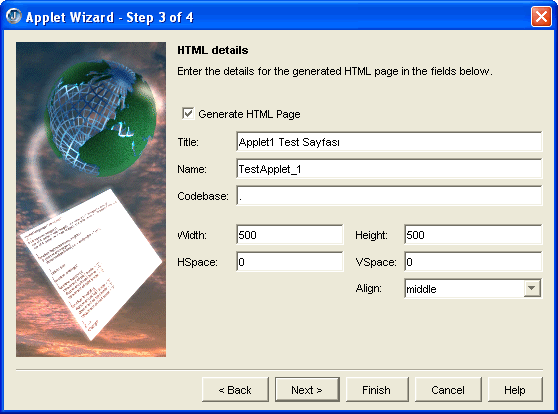 Applet Wizard - Step 3 of 4
HTML details
Enter the details for the generated HTML page in the fields below.
Generate HTML Page
Title: Applet1 Test Sayfası
Name: TestApplet_1
Codebase: .
Width: 500 Height: 500
HSpace: 0 VSpace: 0
Align: middle
< Back Next > Finish Cancel Help